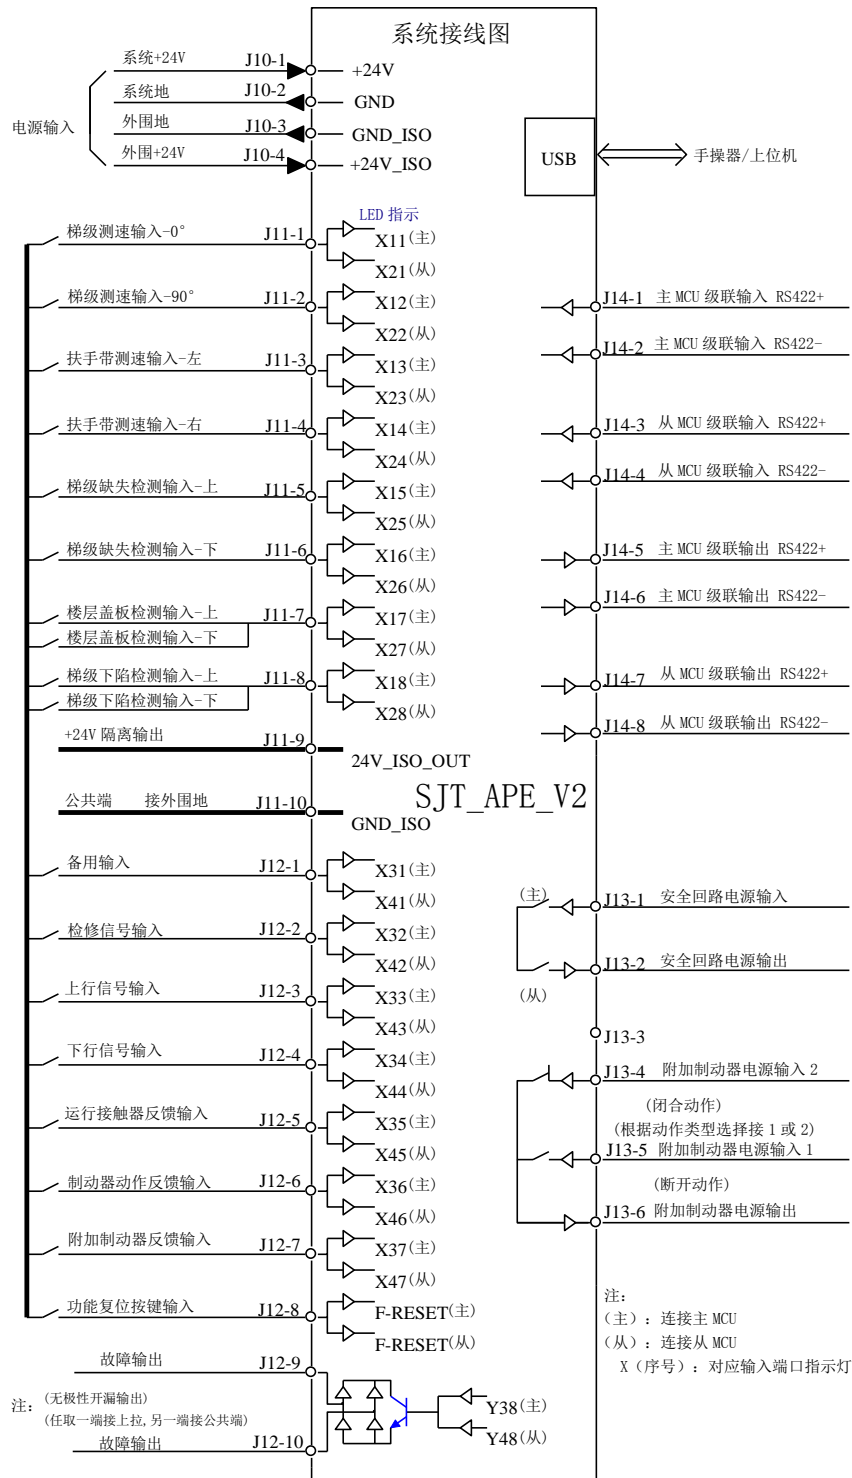 系统接线图
电源输入
系统+24V J10-1 +24V
系统地 J10-2 GND
外围地 J10-3 GND_ISO
外围+24V J10-4 +24V_ISO
USB 手操器/上位机
LED 指示
梯级测速输入-0° J11-1 X11(主)
X21(从)
梯级测速输入-90° J11-2 X12(主)
X22(从)
扶手带测速输入-左 J11-3 X13(主)
X23(从)
扶手带测速输入-右 J11-4 X14(主)
X24(从)
梯级缺失检测输入-上 J11-5 X15(主)
X25(从)
梯级缺失检测输入-下 J11-6 X16(主)
X26(从)
楼层盖板检测输入-上 J11-7 X17(主)
楼层盖板检测输入-下
X27(从)
梯级下陷检测输入-上 J11-8 X18(主)
梯级下陷检测输入-下
X28(从)
+24V 隔离输出 J11-9
24V_ISO_OUT
SJT_APE_V2
公共端 接外围地 J11-10
GND_ISO
备用输入 J12-1 X31(主)
X41(从)
检修信号输入 J12-2 X32(主)
X42(从)
上行信号输入 J12-3 X33(主)
X43(从)
下行信号输入 J12-4 X34(主)
X44(从)
运行接触器反馈输入 J12-5 X35(主)
X45(从)
制动器动作反馈输入 J12-6 X36(主)
X46(从)
附加制动器反馈输入 J12-7 X37(主)
X47(从)
功能复位按键输入 J12-8 F-RESET(主)
F-RESET(从)
故障输出 J12-9
注: (无极性开漏输出)
(任取一端接上拉,另一端接公共端)
故障输出 J12-10
Y38(主)
Y48(从)
J14-1 主 MCU 级联输入 RS422+
J14-2 主 MCU 级联输入 RS422-
J14-3 从 MCU 级联输入 RS422+
J14-4 从 MCU 级联输入 RS422-
J14-5 主 MCU 级联输出 RS422+
J14-6 主 MCU 级联输出 RS422-
J14-7 从 MCU 级联输出 RS422+
J14-8 从 MCU 级联输出 RS422-
(主) J13-1 安全回路电源输入
J13-2 安全回路电源输出
(从)
J13-3
J13-4 附加制动器电源输入 2
(闭合动作)
(根据动作类型选择接 1 或 2)
J13-5 附加制动器电源输入 1
(断开动作)
J13-6 附加制动器电源输出
注:
(主): 连接主 MCU
(从): 连接从 MCU
X(序号): 对应输入端口指示灯